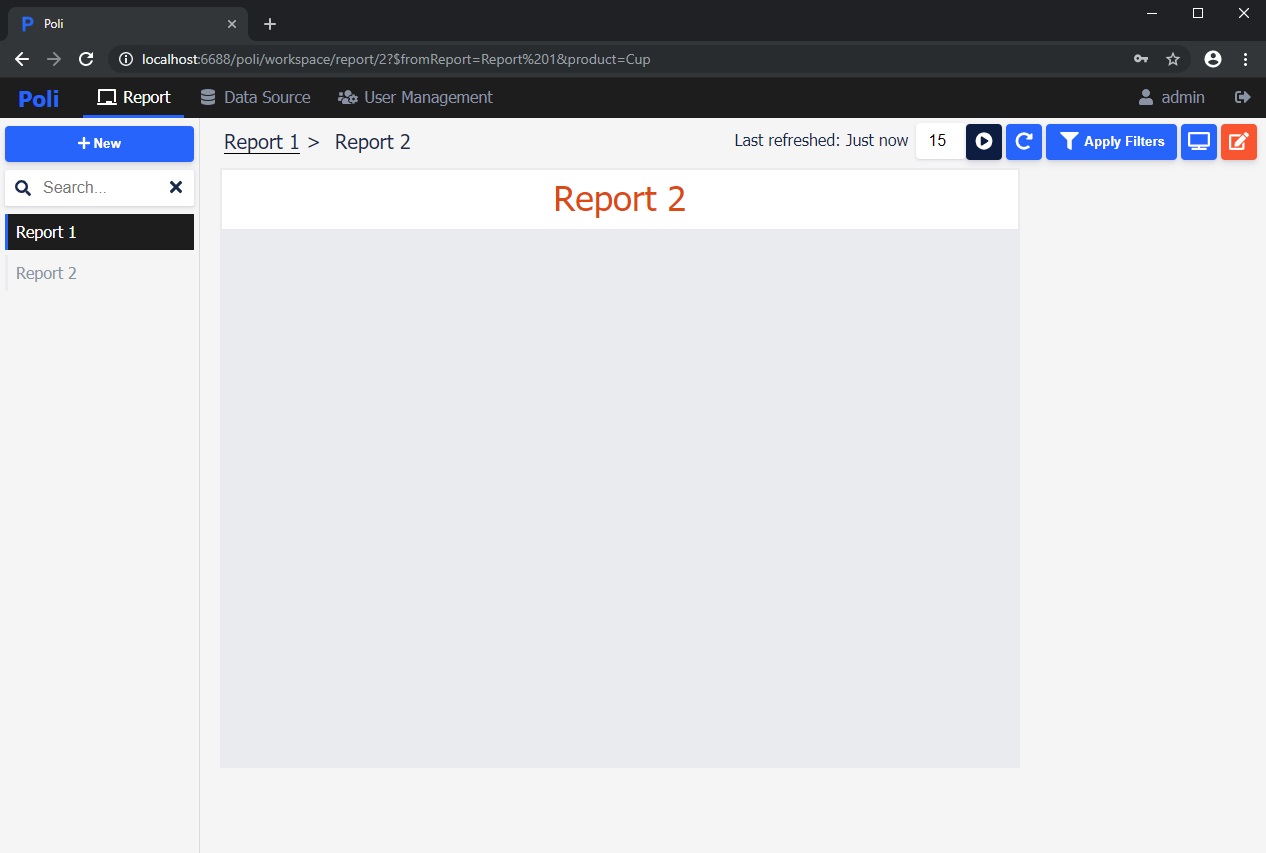 Poli
localhost:6688/poli/workspace/report/2?$fromReport=Report%201&product=Cup
Poli Report Data Source User Management admin
New
Report 1 > Report 2
Last refreshed: Just now 15 Apply Filters
Search...
Report 1
Report 2
Report 2